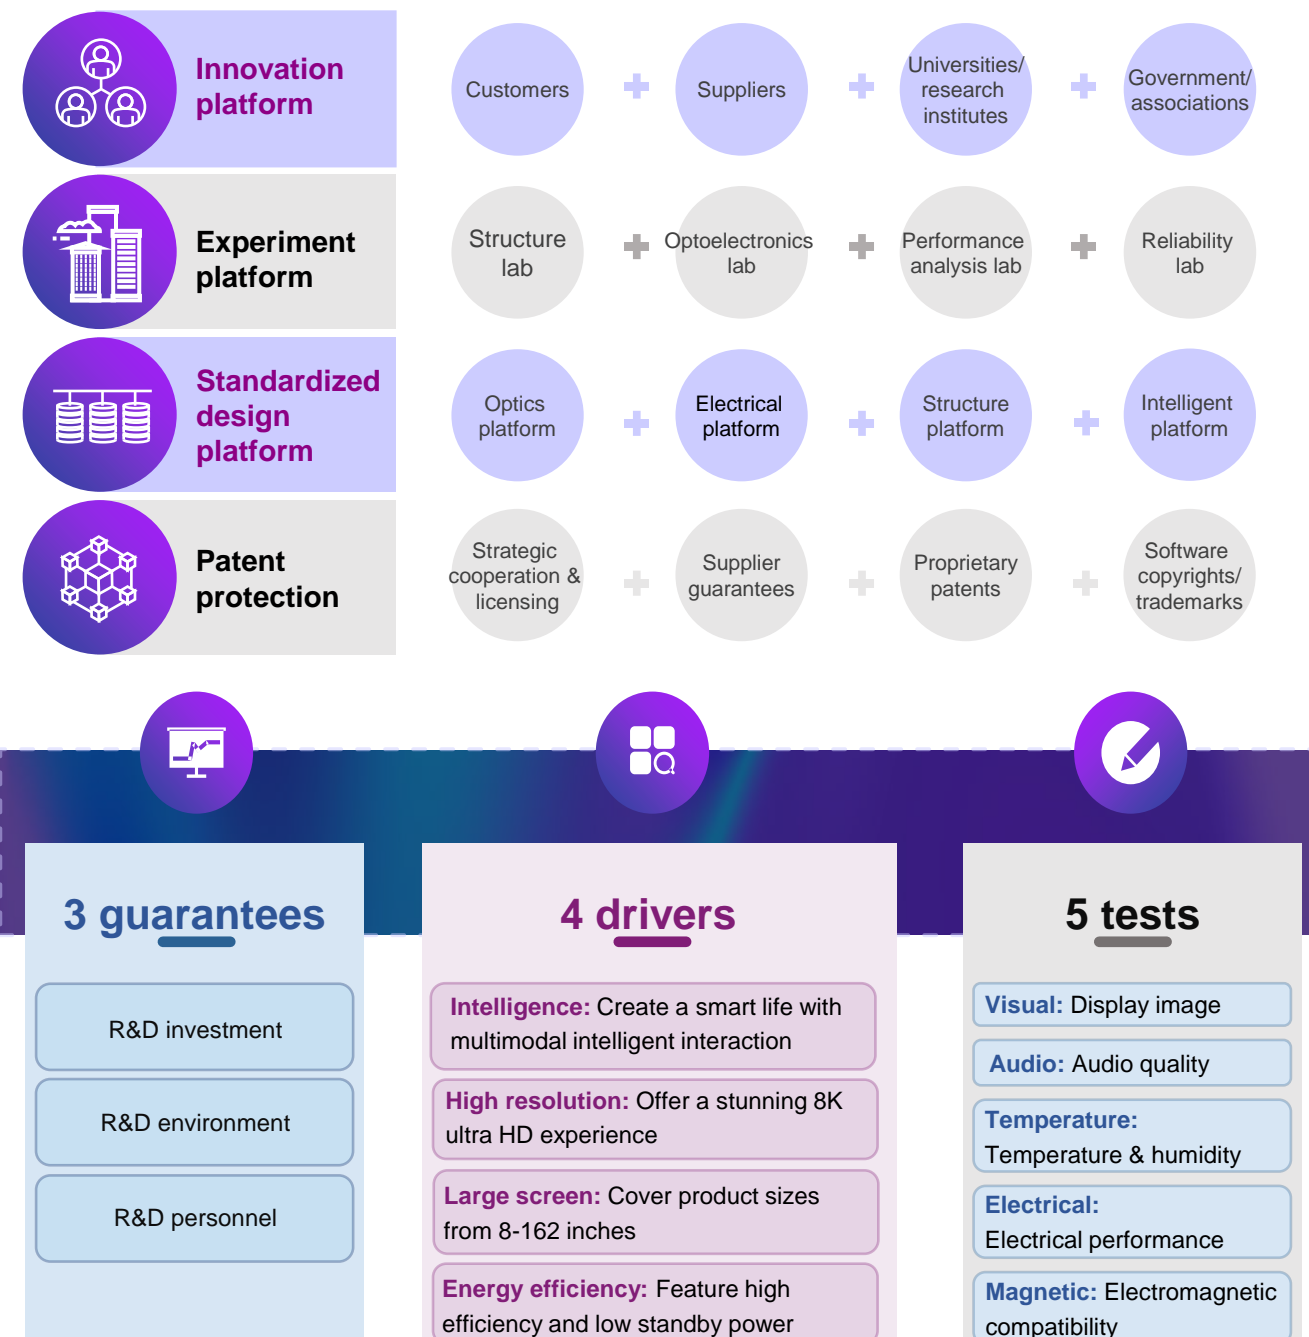 Innovation
platform
Customers
Suppliers
Universities/
research
institutes
Government/
associations
Experiment
platform
Structure
lab
Optoelectronics
lab
Performance
analysis lab
Reliability
lab
Standardized
design
platform
Optics
platform
Electrical
platform
Structure
platform
Intelligent
platform
Patent
protection
Strategic
cooperation &
licensing
Supplier
guarantees
Proprietary
patents
Software
copyrights/
trademarks
3 guarantees
R&D investment
R&D environment
R&D personnel
4 drivers
Intelligence: Create a smart life with
multimodal intelligent interaction
High resolution: Offer a stunning 8K
ultra HD experience
Large screen: Cover product sizes
from 8-162 inches
Energy efficiency: Feature high
efficiency and low standby power
5 tests
Visual: Display image
Audio: Audio quality
Temperature:
Temperature & humidity
Electrical:
Electrical performance
Magnetic: Electromagnetic
compatibility